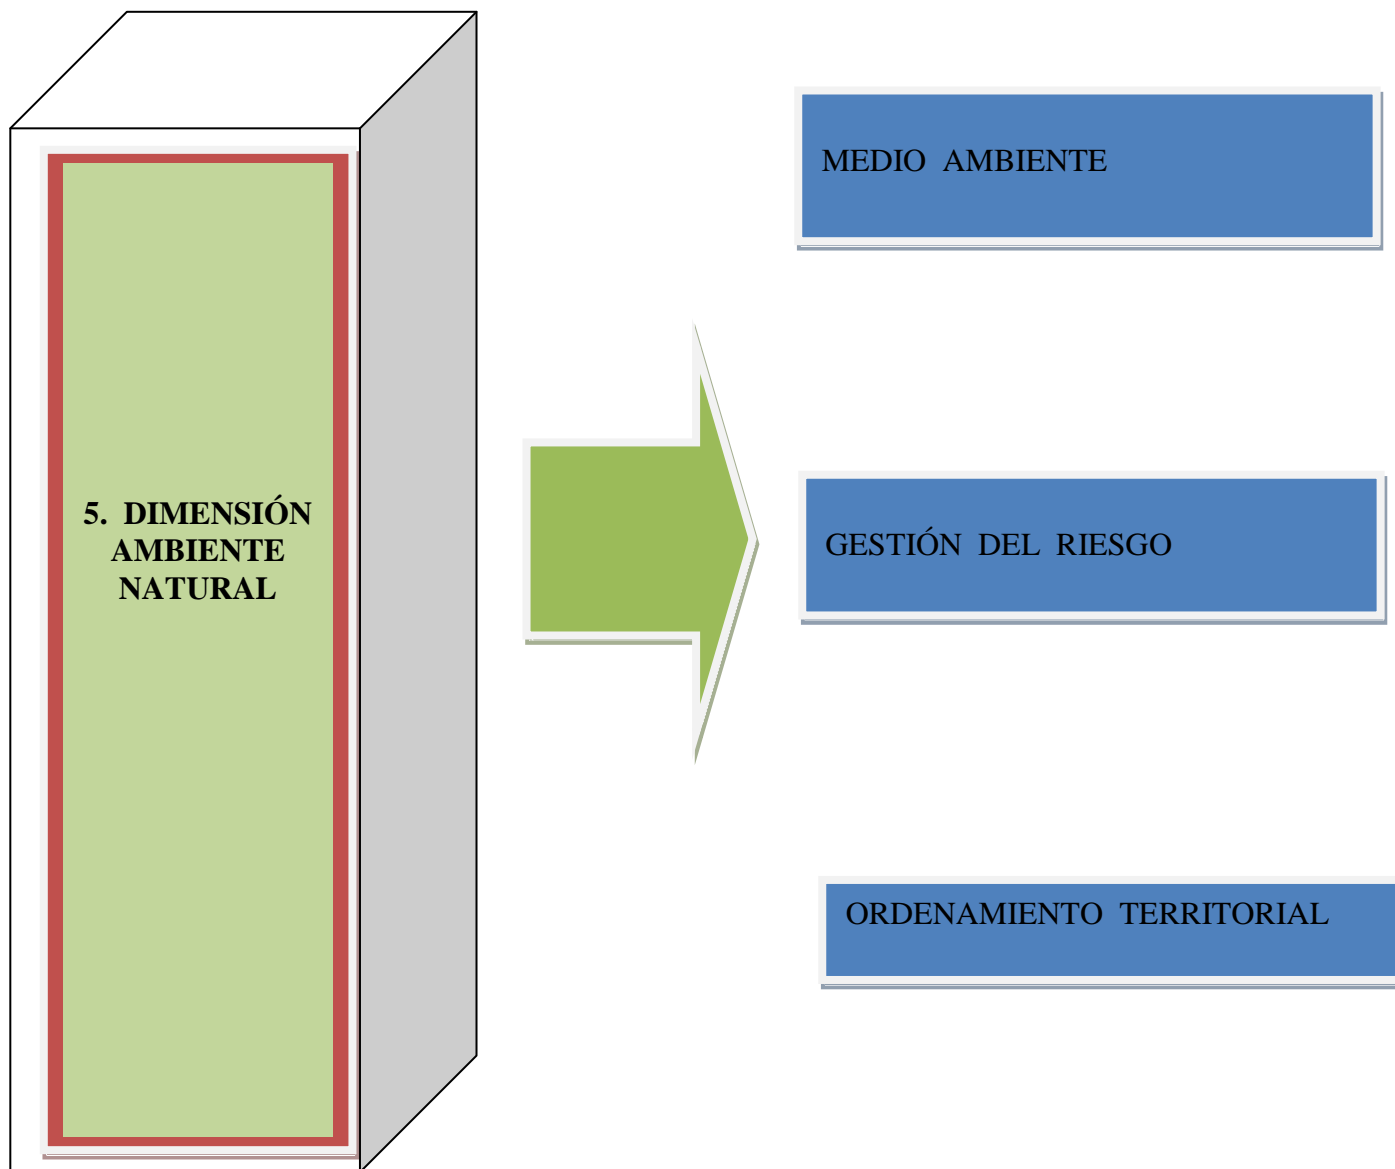 5. DIMENSIÓN
AMBIENTE
NATURAL
MEDIO AMBIENTE
GESTIÓN DEL RIESGO
ORDENAMIENTO TERRITORIAL